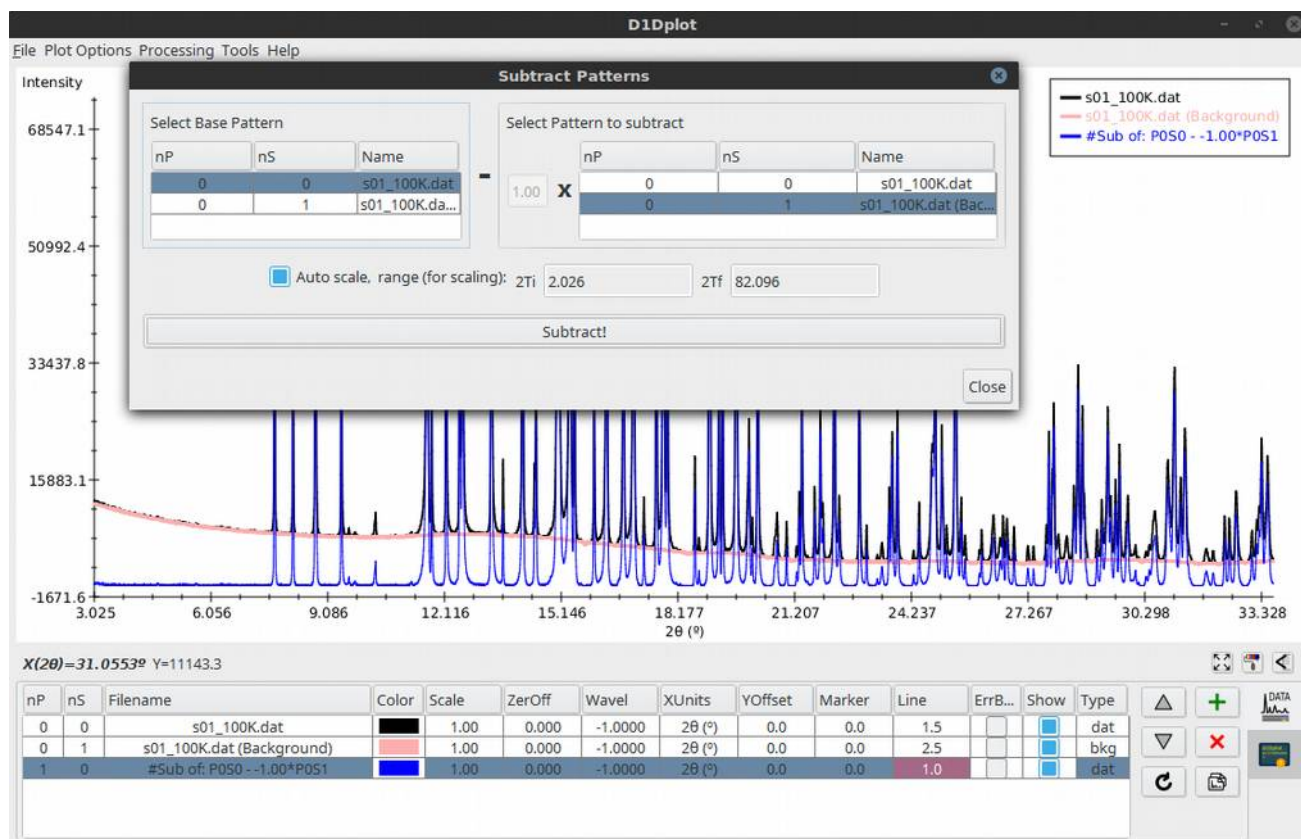 D1Dplot
File Plot Options Processing Tools Help
Subtract Patterns
Select Base Pattern
nP nS Name
0 0 s01_100K.dat
0 1 s01_100K.da...
-
1.00 X
Select Pattern to subtract
nP nS Name
0 0 s01_100K.dat
0 1 s01_100K.dat (Bac...
Auto scale, range (for scaling): 2Ti 2.026 2Tf 82.096
Subtract!
Close
Intensity
68547.1
50992.4
33437.8
15883.1
-1671.6
s01_100K.dat
s01_100K.dat (Background)
#Sub of: P0S0 - -1.00*P0S1
3.025 6.056 9.086 12.116 15.146 18.177 21.207 24.237 27.267 30.298 33.328
2θ (º)
X(2θ)=31.0553º Y=11143.3
nP nS Filename Color Scale ZerOff Wavel XUnits YOffset Marker Line ErrB... Show Type
0 0 s01_100K.dat 1.00 0.000 -1.0000 2θ (º) 0.0 0.0 1.5 dat
0 1 s01_100K.dat (Background) 1.00 0.000 -1.0000 2θ (º) 0.0 0.0 2.5 bkg
1 0 #Sub of: P0S0 - -1.00*P0S1 1.00 0.000 -1.0000 2θ (º) 0.0 0.0 1.0 dat
DATA